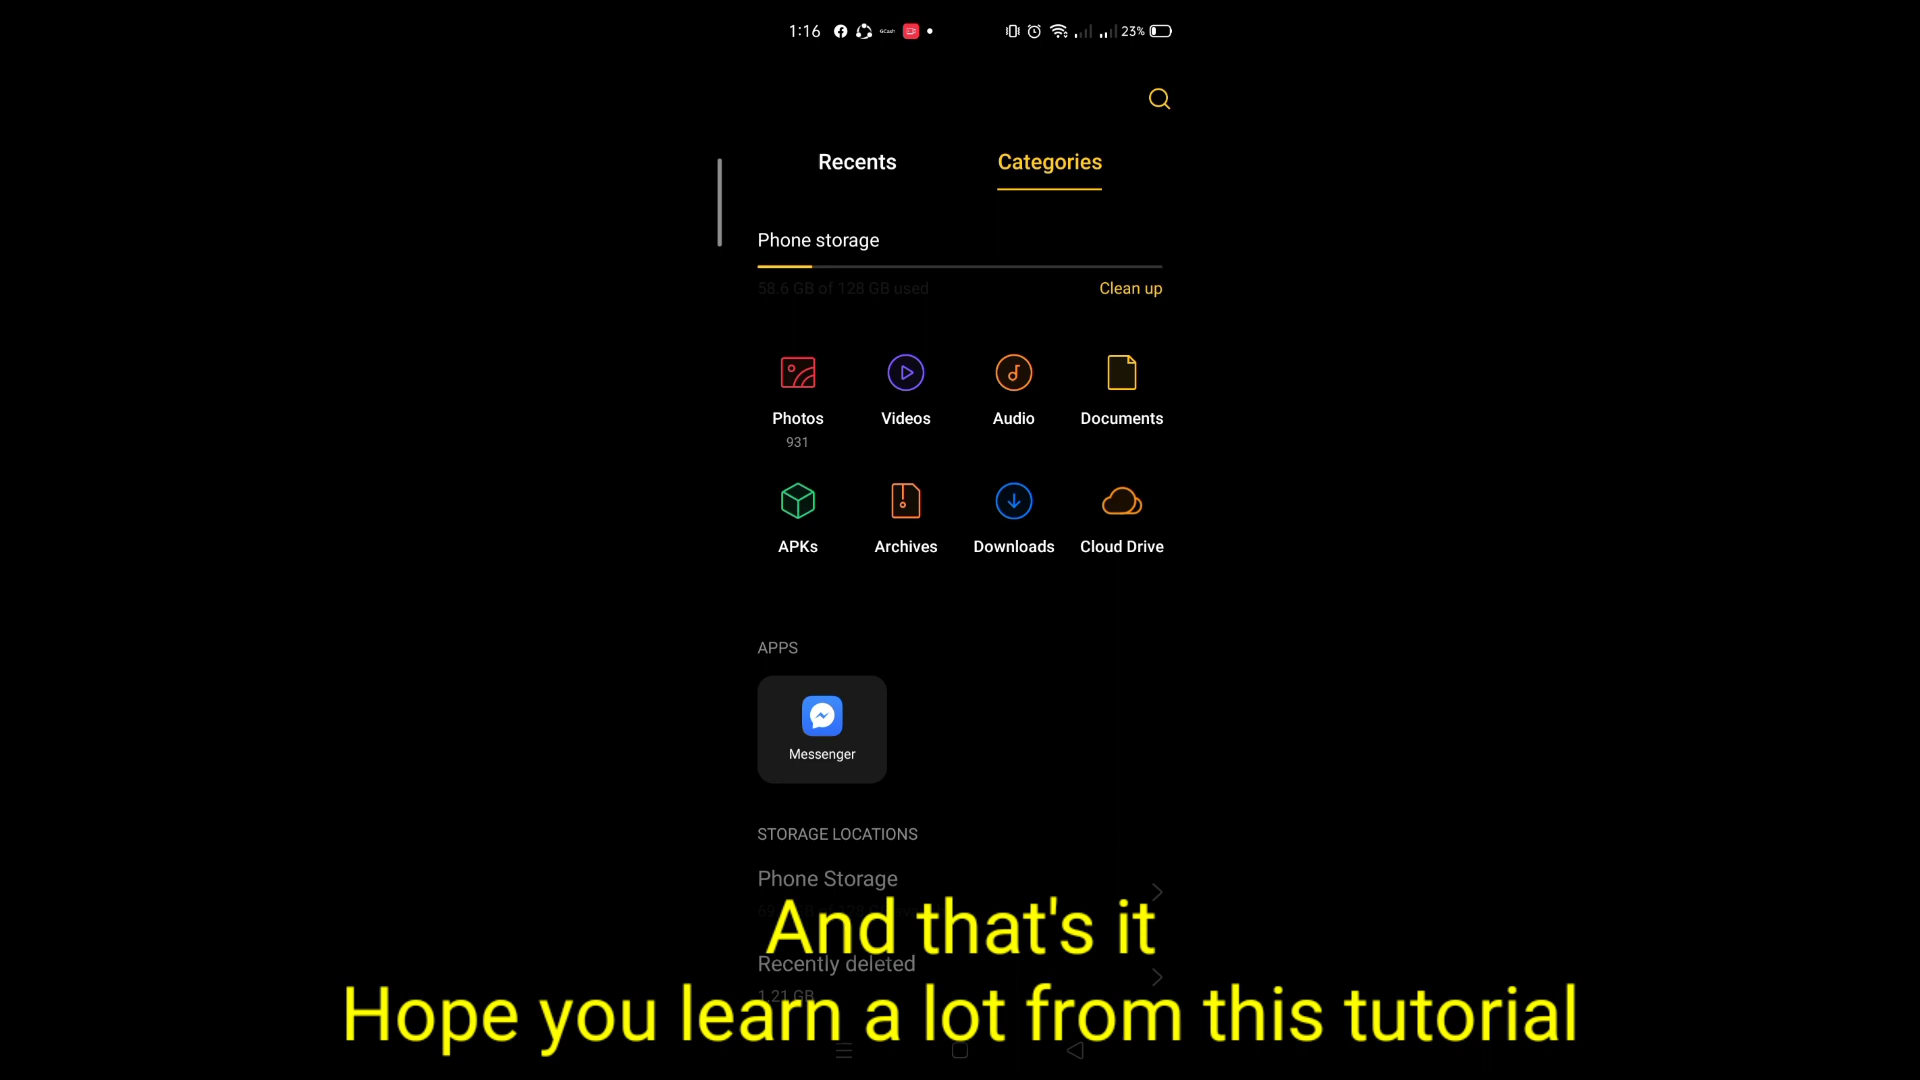 1:16 GCash 23%
Recents Categories
Phone storage
58.6 GB of 128 GB used Clean up
Photos Videos Audio Documents
931
APKs Archives Downloads Cloud Drive
APPS
Messenger
STORAGE LOCATIONS
Phone Storage
And that's it
Recently deleted
1.21 GB
Hope you learn a lot from this tutorial